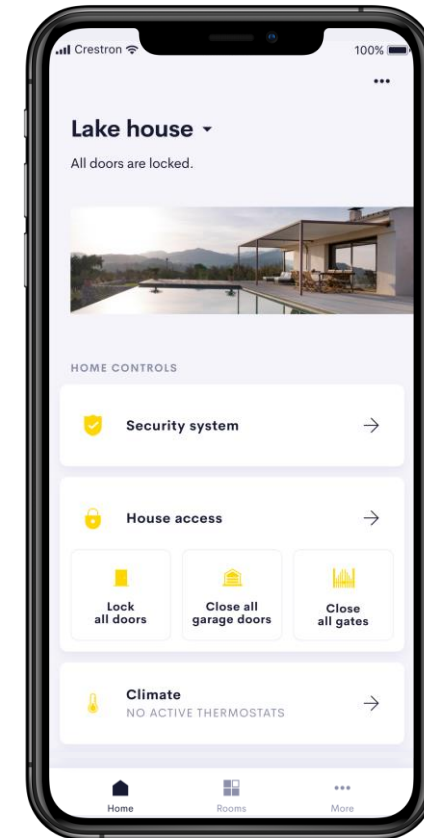 Crestron
100%
Lake house
All doors are locked.
HOME CONTROLS
Security system
House access
Lock
all doors
Close all
garage doors
Close
all gates
Climate
NO ACTIVE THERMOSTATS
Home
Rooms
More